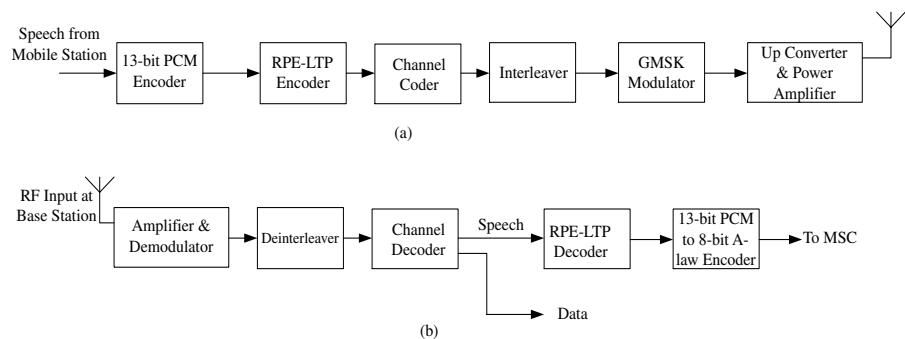 Speech from
Mobile Station
13-bit PCM
Encoder
RPE-LTP
Encoder
Channel
Coder
Interleaver
GMSK
Modulator
Up Converter
& Power
Amplifier
(a)
RF Input at
Base Station
Amplifier &
Demodulator
Deinterleaver
Channel
Decoder
Speech
Data
RPE-LTP
Decoder
13-bit PCM
to 8-bit A-
law Encoder
To MSC
(b)